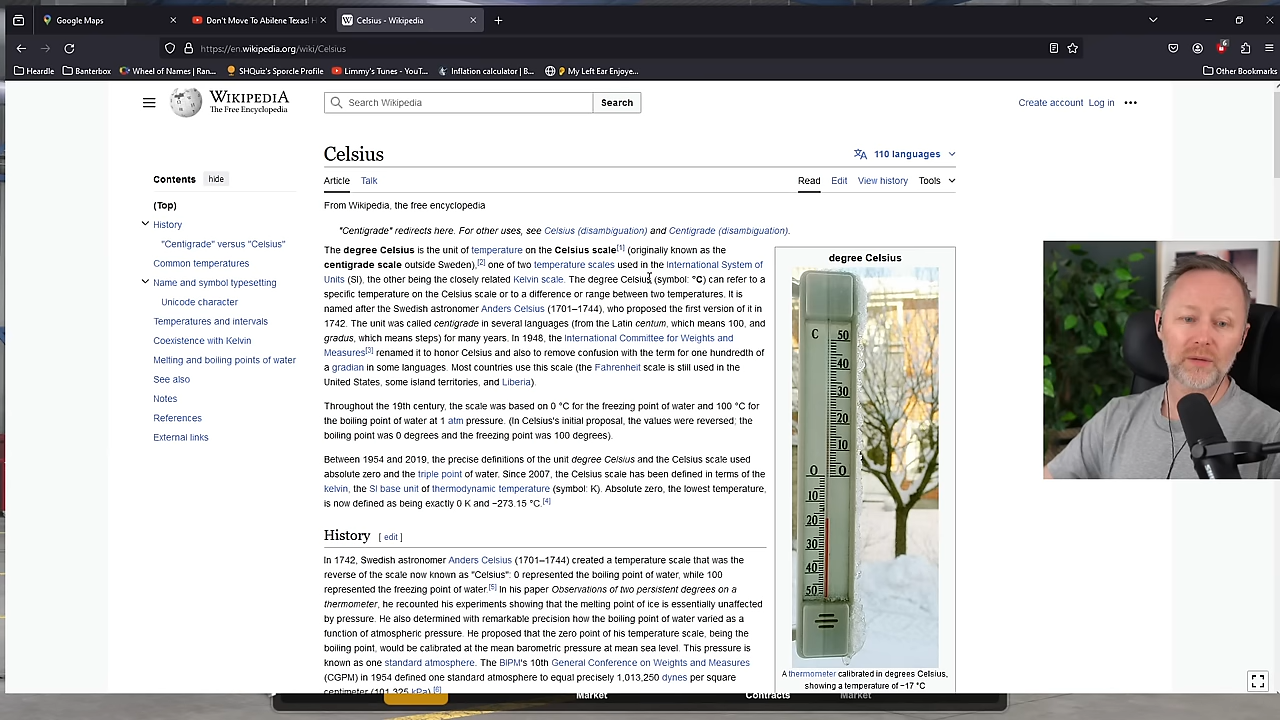 Google Maps
Don't Move To Abilene Texas! H
Celsius - Wikipedia
https://en.wikipedia.org/wiki/Celsius
6
Heardle
Banterbox
Wheel of Names | Ran...
SHQuiz's Sporcle Profile
Limmy's Tunes - YouT...
Inflation calculator | B...
My Left Ear Enjoye...
Other Bookmarks
WIKIPEDIA
The Free Encyclopedia
Search Wikipedia
Search
Create account Log in
Celsius
110 languages
Contents hide
Article Talk
Read Edit View history Tools
(Top)
History
"Centigrade" versus "Celsius"
Common temperatures
Name and symbol typesetting
Unicode character
Temperatures and intervals
Coexistence with Kelvin
Melting and boiling points of water
See also
Notes
References
External links
From Wikipedia, the free encyclopedia
"Centigrade" redirects here. For other uses, see Celsius (disambiguation) and Centigrade (disambiguation).
The degree Celsius is the unit of temperature on the Celsius scale[1] (originally known as the
centigrade scale outside Sweden),[2] one of two temperature scales used in the International System of
Units (SI), the other being the closely related Kelvin scale. The degree Celsius (symbol: °C) can refer to a
specific temperature on the Celsius scale or to a difference or range between two temperatures. It is
named after the Swedish astronomer Anders Celsius (1701–1744), who proposed the first version of it in
1742. The unit was called centigrade in several languages (from the Latin centum, which means 100, and
gradus, which means steps) for many years. In 1948, the International Committee for Weights and
Measures[3] renamed it to honor Celsius and also to remove confusion with the term for one hundredth of
a gradian in some languages. Most countries use this scale (the Fahrenheit scale is still used in the
United States, some island territories, and Liberia).
Throughout the 19th century, the scale was based on 0 °C for the freezing point of water and 100 °C for
the boiling point of water at 1 atm pressure. (In Celsius's initial proposal, the values were reversed; the
boiling point was 0 degrees and the freezing point was 100 degrees).
Between 1954 and 2019, the precise definitions of the unit degree Celsius and the Celsius scale used
absolute zero and the triple point of water. Since 2007, the Celsius scale has been defined in terms of the
kelvin, the SI base unit of thermodynamic temperature (symbol: K). Absolute zero, the lowest temperature,
is now defined as being exactly 0 K and −273.15 °C.[4]
History [ edit ]
In 1742, Swedish astronomer Anders Celsius (1701–1744) created a temperature scale that was the
reverse of the scale now known as "Celsius": 0 represented the boiling point of water, while 100
represented the freezing point of water.[5] In his paper Observations of two persistent degrees on a
thermometer, he recounted his experiments showing that the melting point of ice is essentially unaffected
by pressure. He also determined with remarkable precision how the boiling point of water varied as a
function of atmospheric pressure. He proposed that the zero point of his temperature scale, being the
boiling point, would be calibrated at the mean barometric pressure at mean sea level. This pressure is
known as one standard atmosphere. The BIPM's 10th General Conference on Weights and Measures
(CGPM) in 1954 defined one standard atmosphere to equal precisely 1,013,250 dynes per square
centimeter (101.325 kPa).[6]
degree Celsius
C 50
40
30
20
10
0 0
10
20
30
40
50
A thermometer calibrated in degrees Celsius,
showing a temperature of −17 °C
Market
Contracts
Market